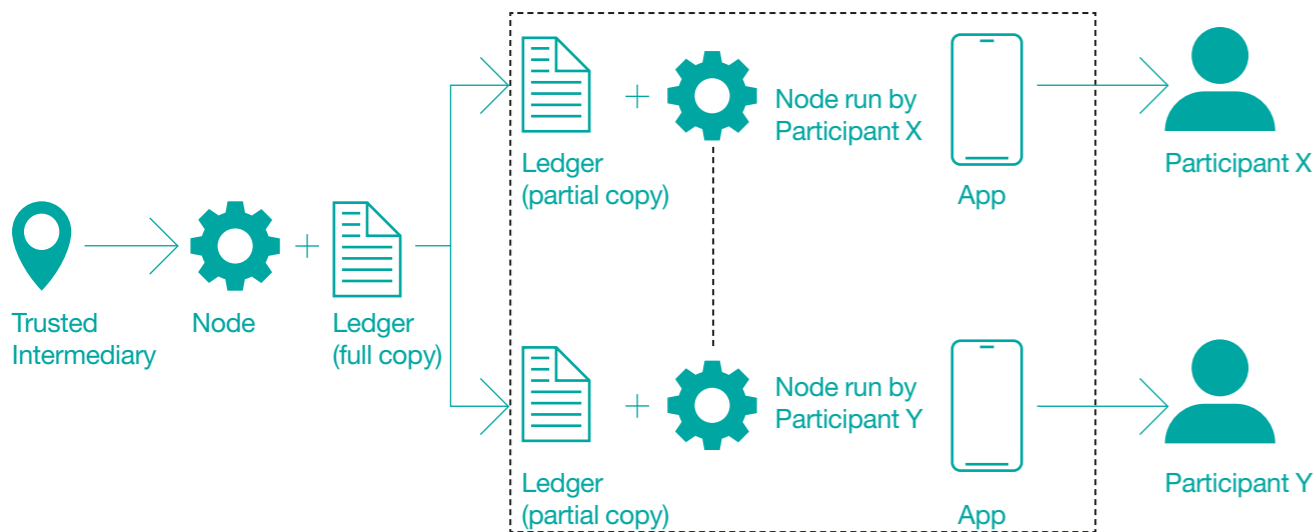 Trusted
Intermediary
Node
Ledger
(full copy)
Ledger
(partial copy)
Node run by
Participant X
App
Participant X
Ledger
(partial copy)
Node run by
Participant Y
App
Participant Y